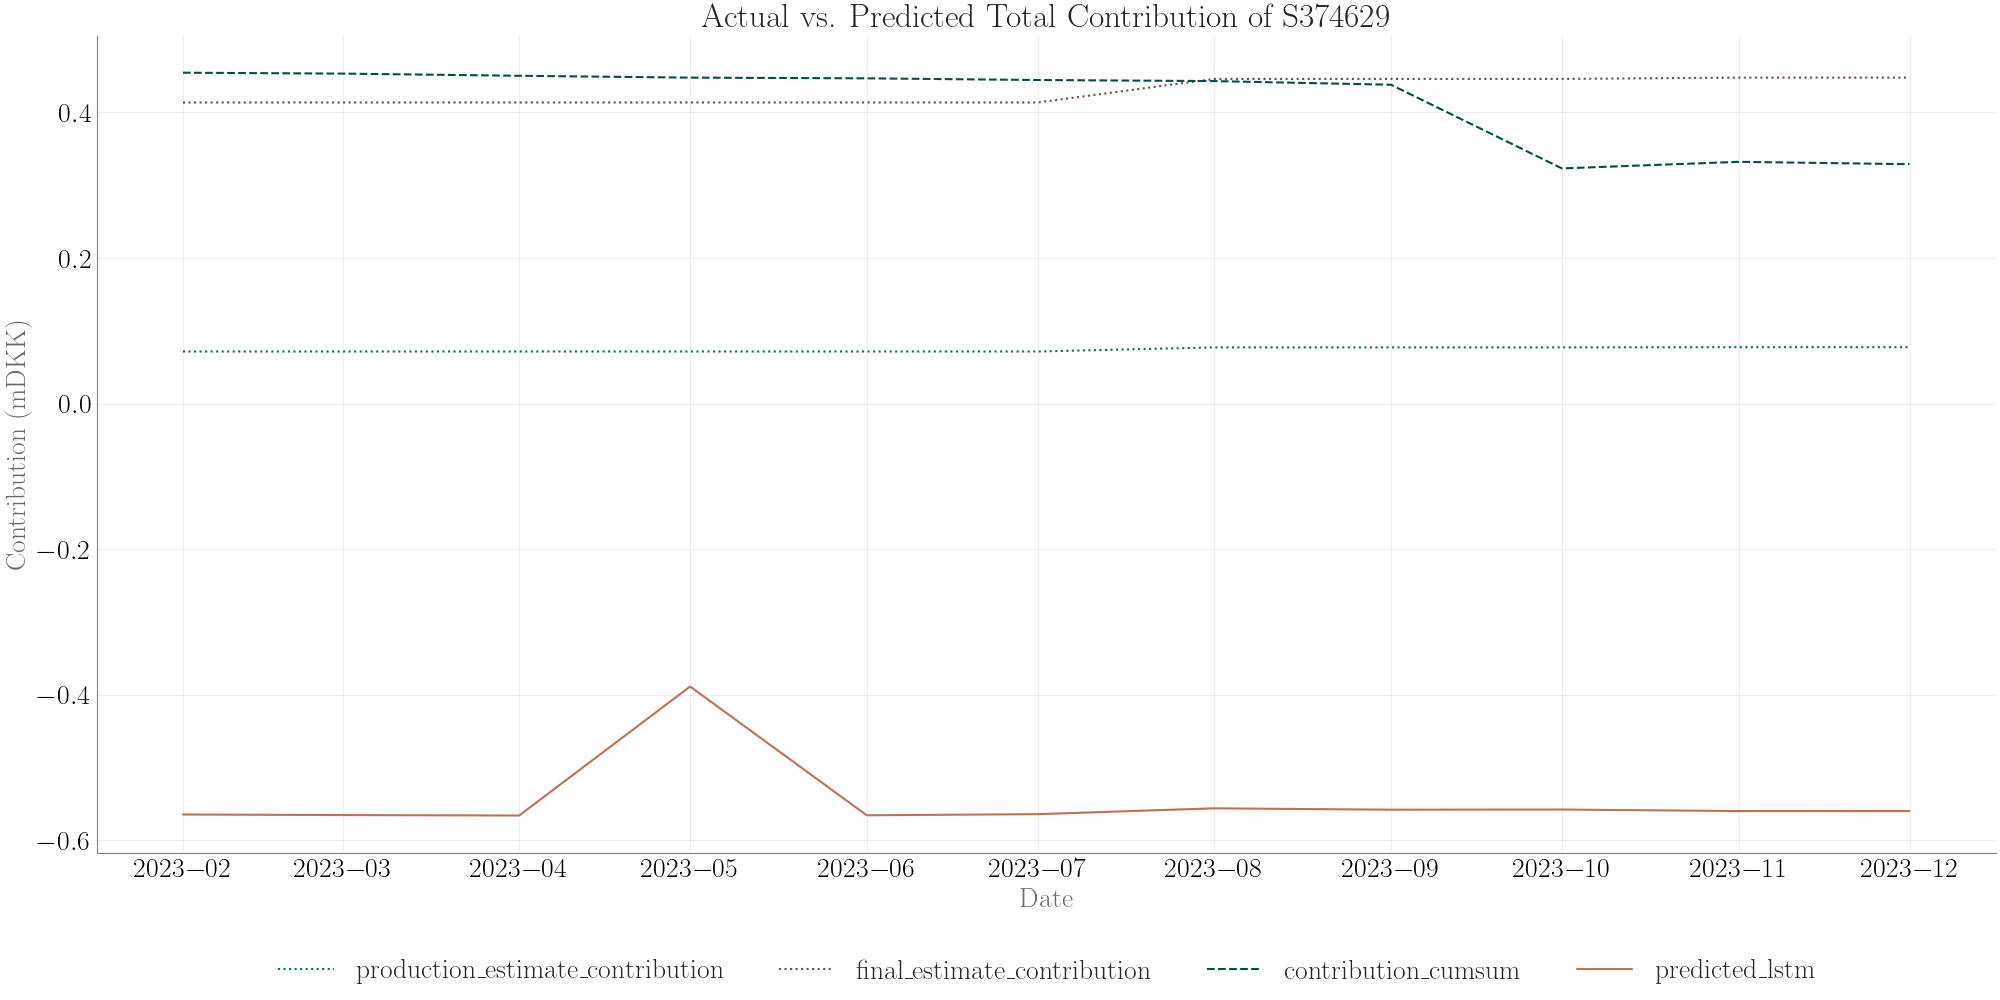 Actual vs. Predicted Total Contribution of S374629
Contribution (mDKK)
0.4
0.2
0.0
−0.2
−0.4
−0.6
2023−02 2023−03 2023−04 2023−05 2023−06 2023−07 2023−08 2023−09 2023−10 2023−11 2023−12
Date
production_estimate_contribution final_estimate_contribution contribution_cumsum predicted_lstm